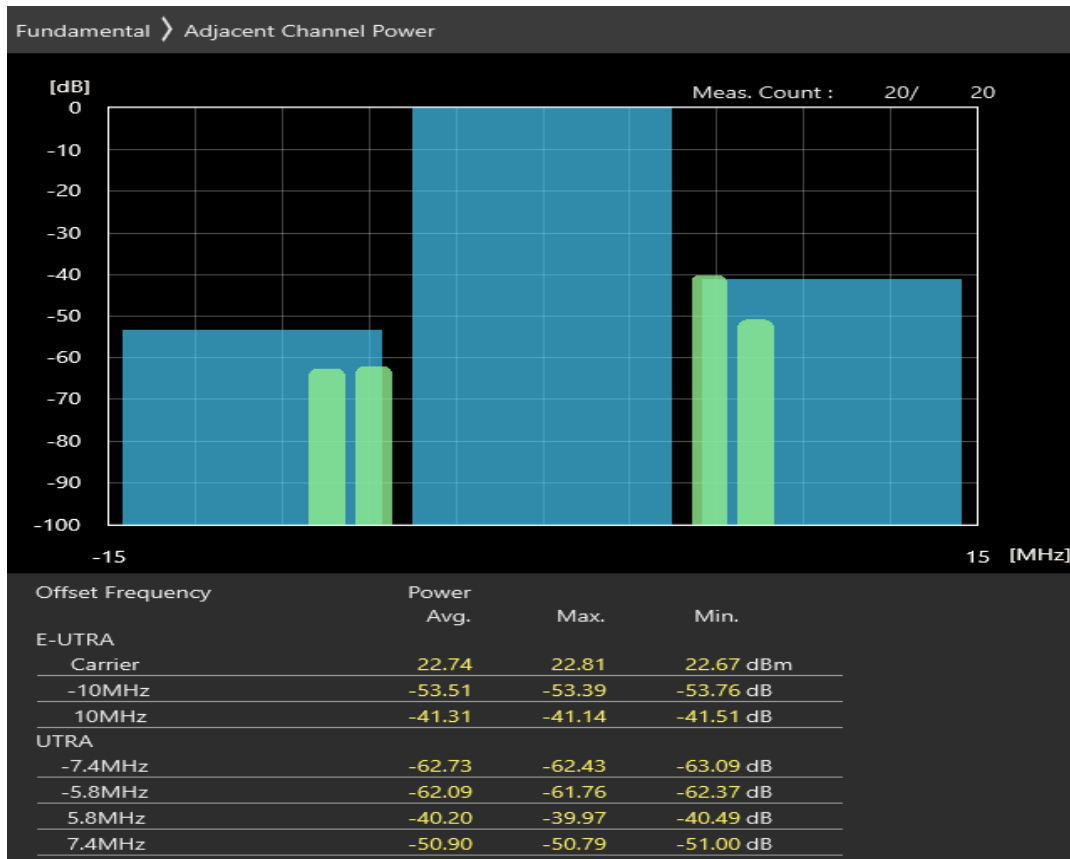 Fundamental ❯ Adjacent Channel Power
[dB]
Meas. Count : 20/ 20
0
-10
-20
-30
-40
-50
-60
-70
-80
-90
-100
-15 15 [MHz]
Offset Frequency Power
Avg. Max. Min.
E-UTRA
Carrier 22.74 22.81 22.67 dBm
-10MHz -53.51 -53.39 -53.76 dB
10MHz -41.31 -41.14 -41.51 dB
UTRA
-7.4MHz -62.73 -62.43 -63.09 dB
-5.8MHz -62.09 -61.76 -62.37 dB
5.8MHz -40.20 -39.97 -40.49 dB
7.4MHz -50.90 -50.79 -51.00 dB